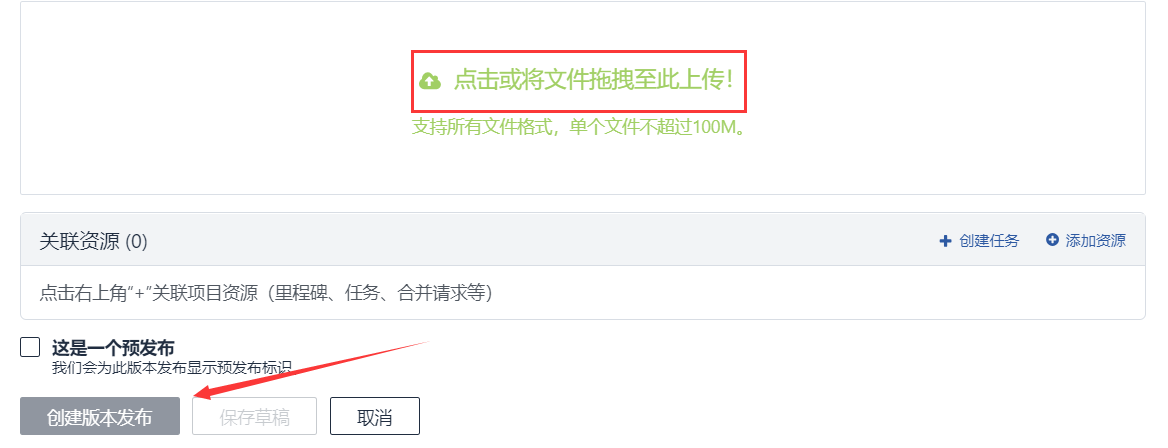 点击或将文件拖拽至此上传！
支持所有文件格式，单个文件不超过100M。
关联资源 (0)
创建任务
添加资源
点击右上角“+”关联项目资源（里程碑、任务、合并请求等）
这是一个预发布
我们会为此版本发布显示预发布标识
创建版本发布
保存草稿
取消